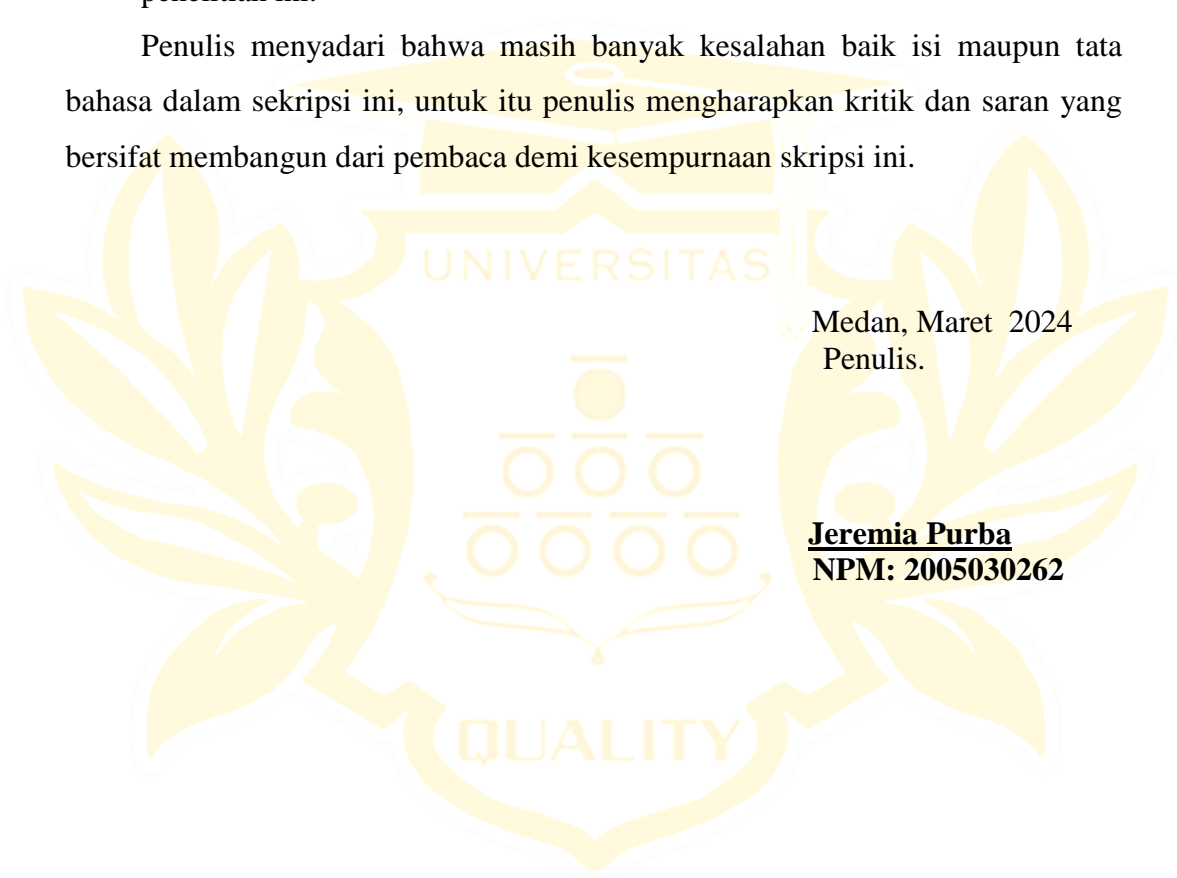 Penulis menyadari bahwa masih banyak kesalahan baik isi maupun tata
bahasa dalam sekripsi ini, untuk itu penulis mengharapkan kritik dan saran yang
bersifat membangun dari pembaca demi kesempurnaan skripsi ini.
UNIVERSITAS
Medan, Maret 2024
Penulis.
Jeremia Purba
NPM: 2005030262
QUALITY